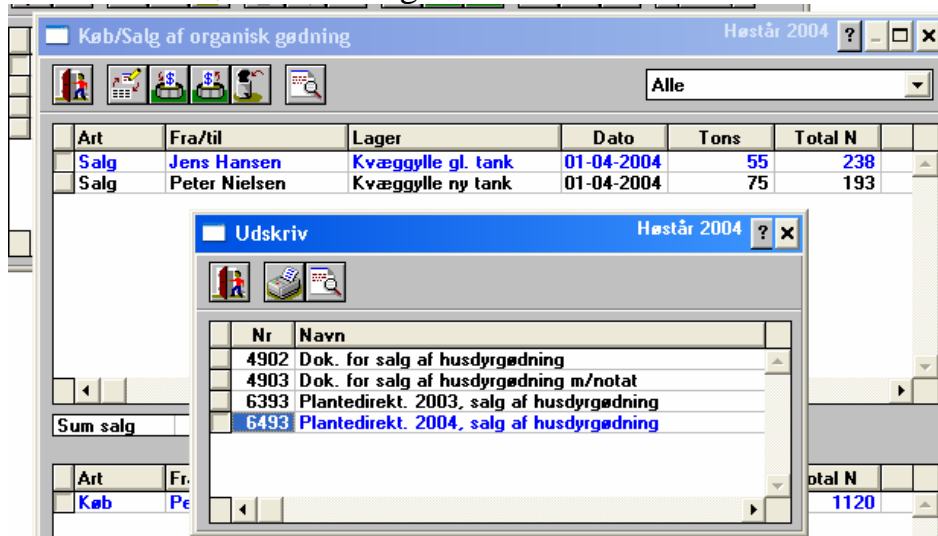 Køb/Salg af organisk gødning Høstår 2004
Alle
Art Fra/til Lager Dato Tons Total N
Salg Jens Hansen Kvæggylle gl. tank 01-04-2004 55 238
Salg Peter Nielsen Kvæggylle ny tank 01-04-2004 75 193
Udskriv Høstår 2004
Nr Navn
4902 Dok. for salg af husdyrgødning
4903 Dok. for salg af husdyrgødning m/notat
6393 Plantedirekt. 2003, salg af husdyrgødning
6493 Plantedirekt. 2004, salg af husdyrgødning
Sum salg
Art Fr otal N
Køb Pe 1120